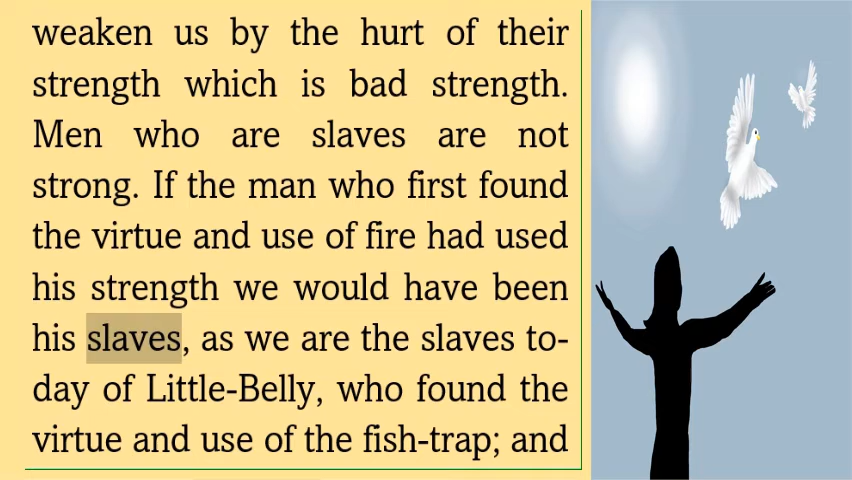 weaken us by the hurt of their
strength which is bad strength.
Men who are slaves are not
strong. If the man who first found
the virtue and use of fire had used
his strength we would have been
his slaves, as we are the slaves to-
day of Little-Belly, who found the
virtue and use of the fish-trap; and